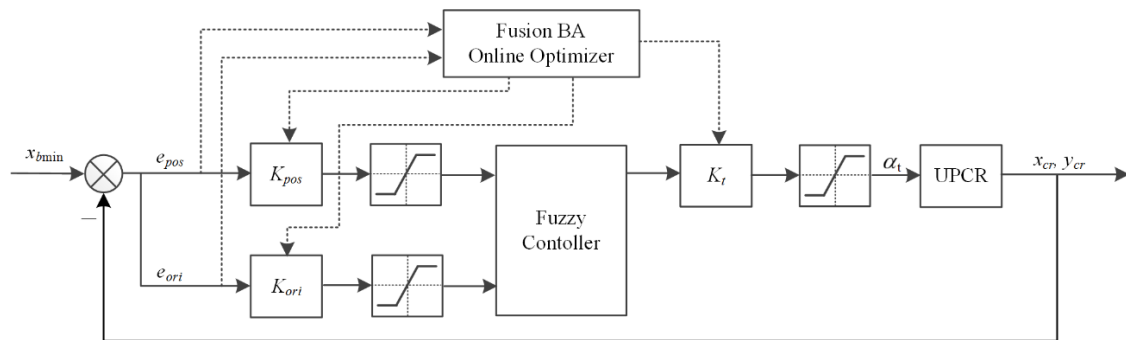 Fusion BA
Online Optimizer
x_bmin
e_pos
K_pos
K_t
α_t
UPCR
x_cr, y_cr
−
Fuzzy
Contoller
e_ori
K_ori